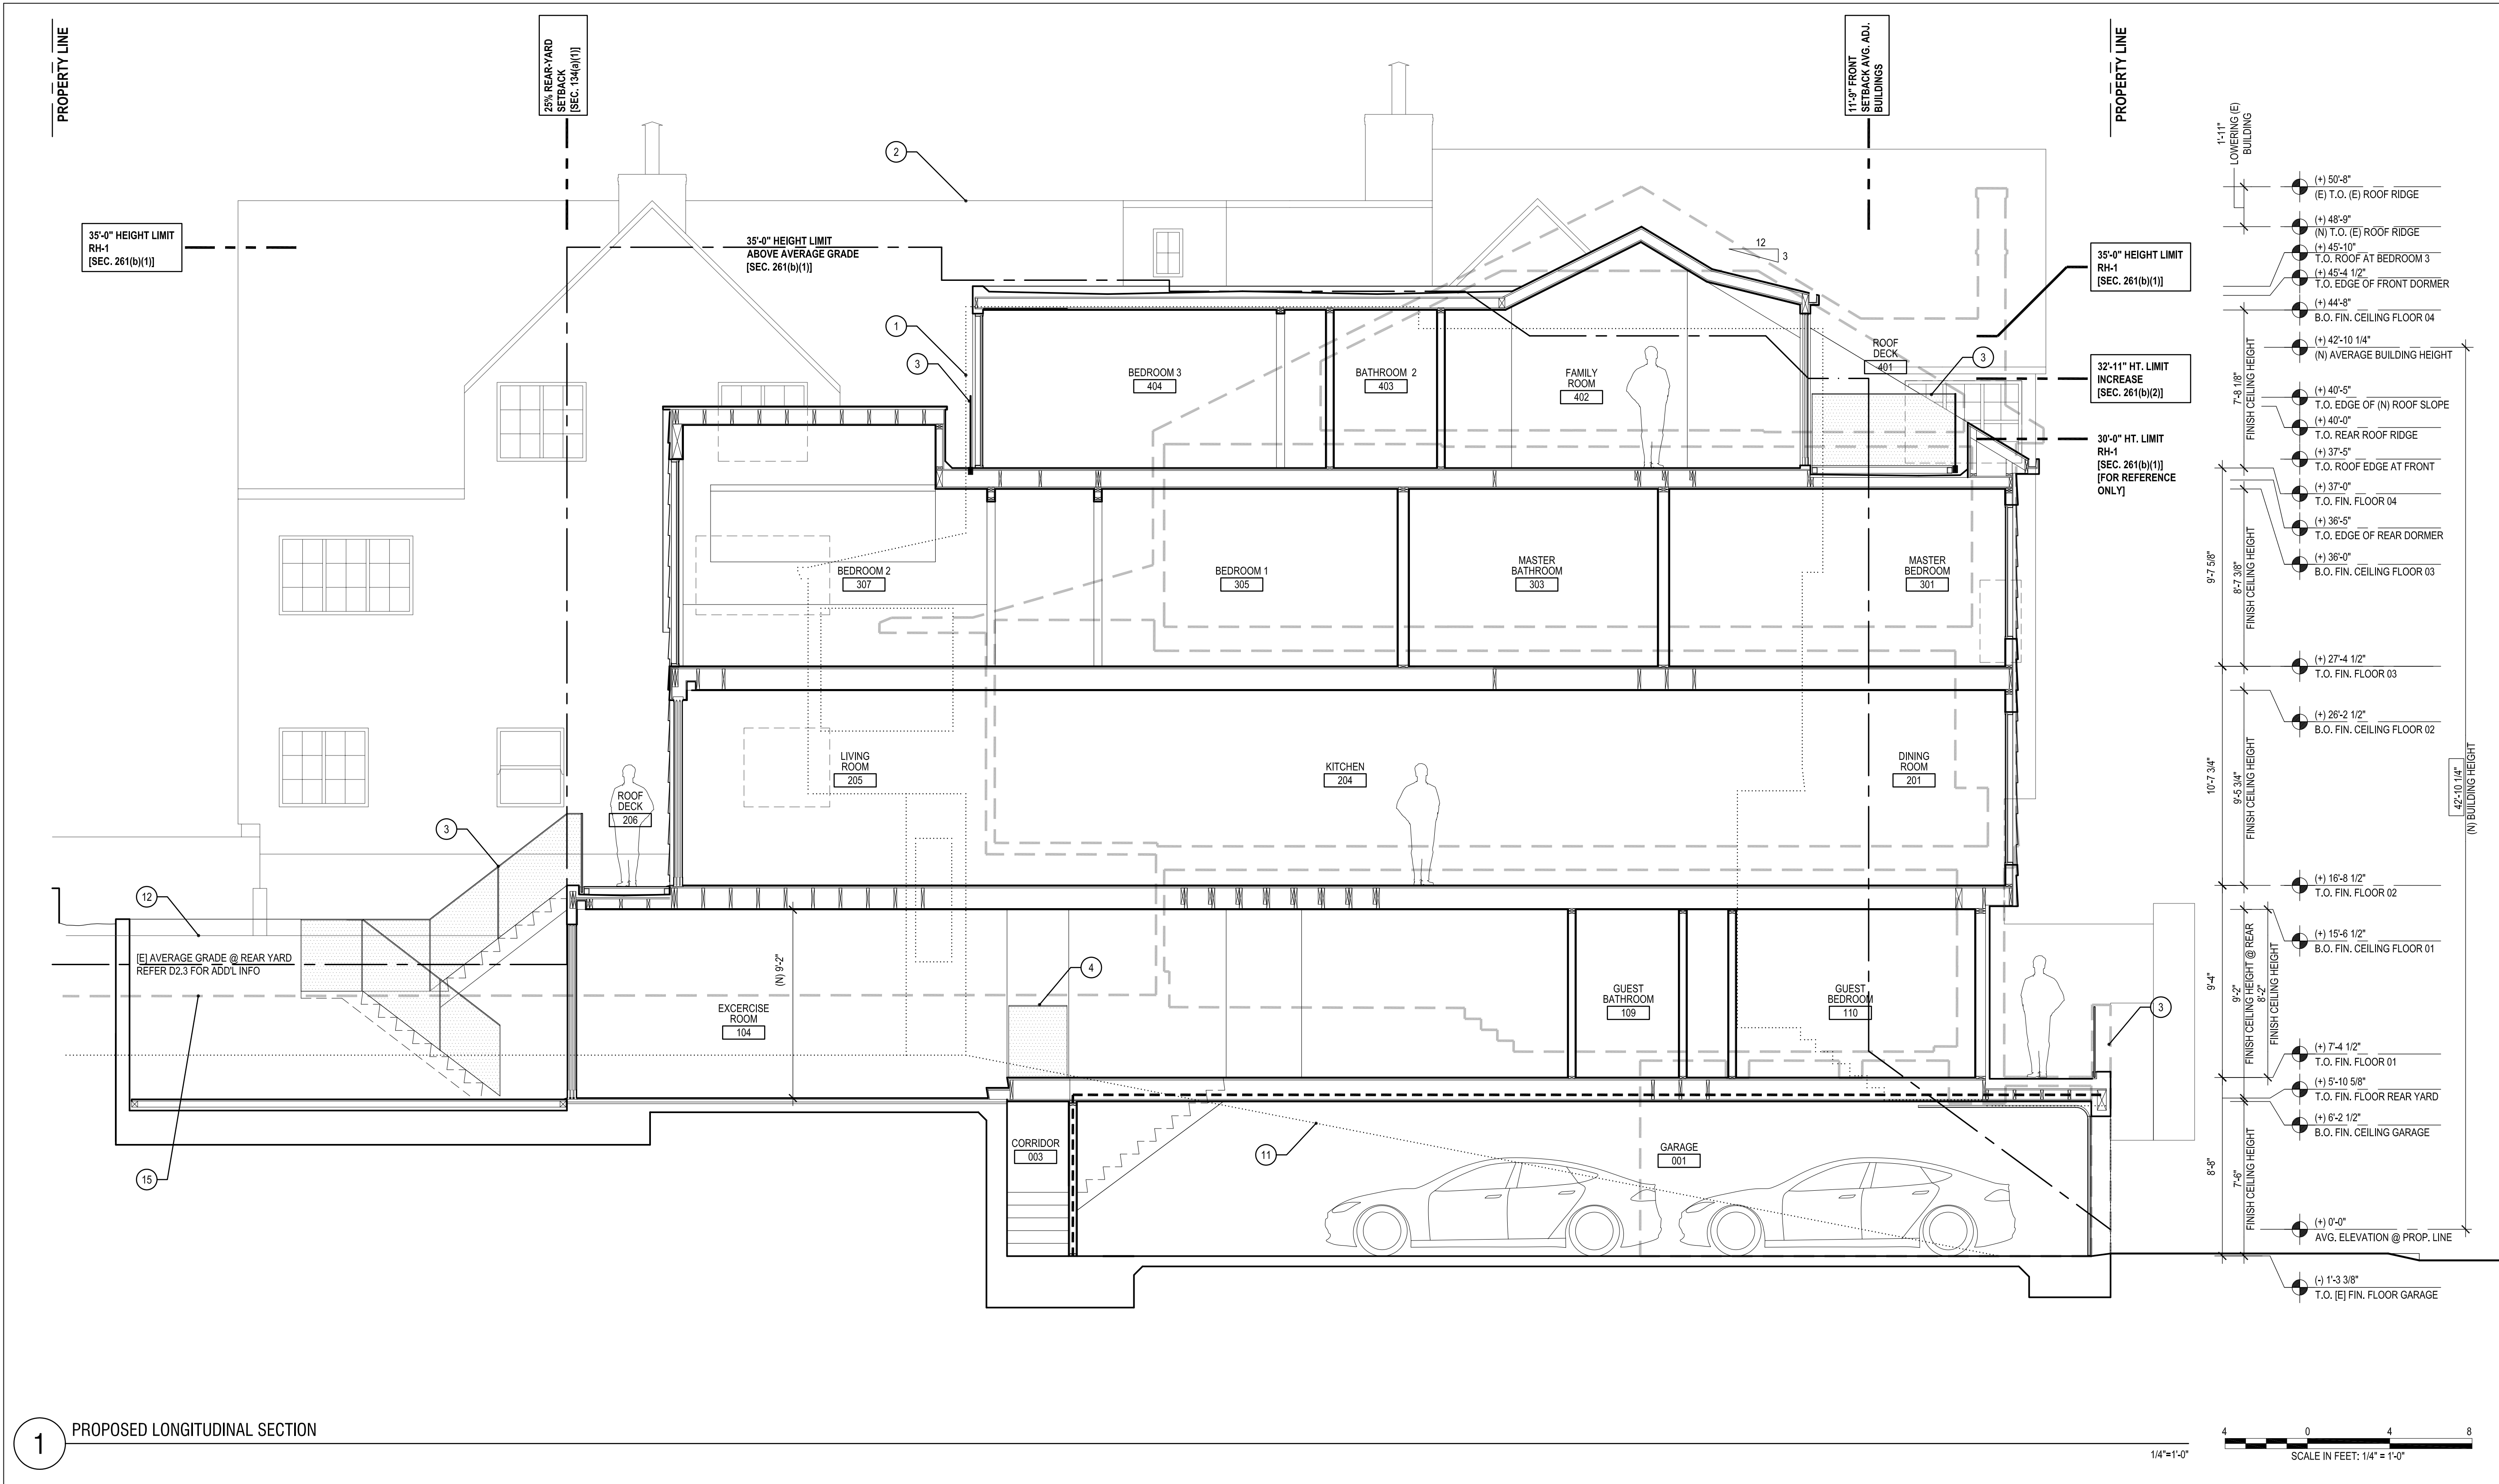 PROPERTY LINE
25% REAR-YARD
SETBACK
[SEC. 134(a)(1)]
11'-9" FRONT
SETBACK AVG. ADJ.
BUILDINGS
PROPERTY LINE
35'-0" HEIGHT LIMIT
RH-1
[SEC. 261(b)(1)]
35'-0" HEIGHT LIMIT
ABOVE AVERAGE GRADE
[SEC. 261(b)(1)]
2
1
3
12
3
ROOF
DECK
401
3
35'-0" HEIGHT LIMIT
RH-1
[SEC. 261(b)(1)]
32'-11" HT. LIMIT
INCREASE
[SEC. 261(b)(2)]
30'-0" HT. LIMIT
RH-1
[SEC. 261(b)(1)]
[FOR REFERENCE
ONLY]
BEDROOM 3
404
BATHROOM 2
403
FAMILY
ROOM
402
BEDROOM 2
307
BEDROOM 1
305
MASTER
BATHROOM
303
MASTER
BEDROOM
301
LIVING
ROOM
205
KITCHEN
204
DINING
ROOM
201
ROOF
DECK
206
3
12
[E] AVERAGE GRADE @ REAR YARD
REFER D2.3 FOR ADD'L INFO
15
(N) 9'-2"
EXCERCISE
ROOM
104
4
GUEST
BATHROOM
109
GUEST
BEDROOM
110
3
CORRIDOR
003
11
GARAGE
001
1'-11"
LOWERING (E)
BUILDING
(+) 50'-8"
(E) T.O. (E) ROOF RIDGE
(+) 48'-9"
(N) T.O. (E) ROOF RIDGE
(+) 45'-10"
T.O. ROOF AT BEDROOM 3
(+) 45'-4 1/2"
T.O. EDGE OF FRONT DORMER
(+) 44'-8"
B.O. FIN. CEILING FLOOR 04
(+) 42'-10 1/4"
(N) AVERAGE BUILDING HEIGHT
(+) 40'-5"
T.O. EDGE OF (N) ROOF SLOPE
(+) 40'-0"
T.O. REAR ROOF RIDGE
(+) 37'-5"
T.O. ROOF EDGE AT FRONT
(+) 37'-0"
T.O. FIN. FLOOR 04
(+) 36'-5"
T.O. EDGE OF REAR DORMER
(+) 36'-0"
B.O. FIN. CEILING FLOOR 03
(+) 27'-4 1/2"
T.O. FIN. FLOOR 03
(+) 26'-2 1/2"
B.O. FIN. CEILING FLOOR 02
(+) 16'-8 1/2"
T.O. FIN. FLOOR 02
(+) 15'-6 1/2"
B.O. FIN. CEILING FLOOR 01
(+) 7'-4 1/2"
T.O. FIN. FLOOR 01
(+) 5'-10 5/8"
T.O. FIN. FLOOR REAR YARD
(+) 6'-2 1/2"
B.O. FIN. CEILING GARAGE
(+) 0'-0"
AVG. ELEVATION @ PROP. LINE
(-) 1'-3 3/8"
T.O. [E] FIN. FLOOR GARAGE
7'-8 1/8"
FINISH CEILING HEIGHT
9'-7 5/8"
8'-7 3/8"
FINISH CEILING HEIGHT
10'-7 3/4"
9'-5 3/4"
FINISH CEILING HEIGHT
9'-4"
9'-2"
FINISH CEILING HEIGHT @ REAR
8'-2"
FINISH CEILING HEIGHT
8'-8"
7'-6"
FINISH CEILING HEIGHT
42'-10 1/4"
(N) BUILDING HEIGHT
1
PROPOSED LONGITUDINAL SECTION
1/4"=1'-0"
4 0 4 8
SCALE IN FEET: 1/4" = 1'-0"